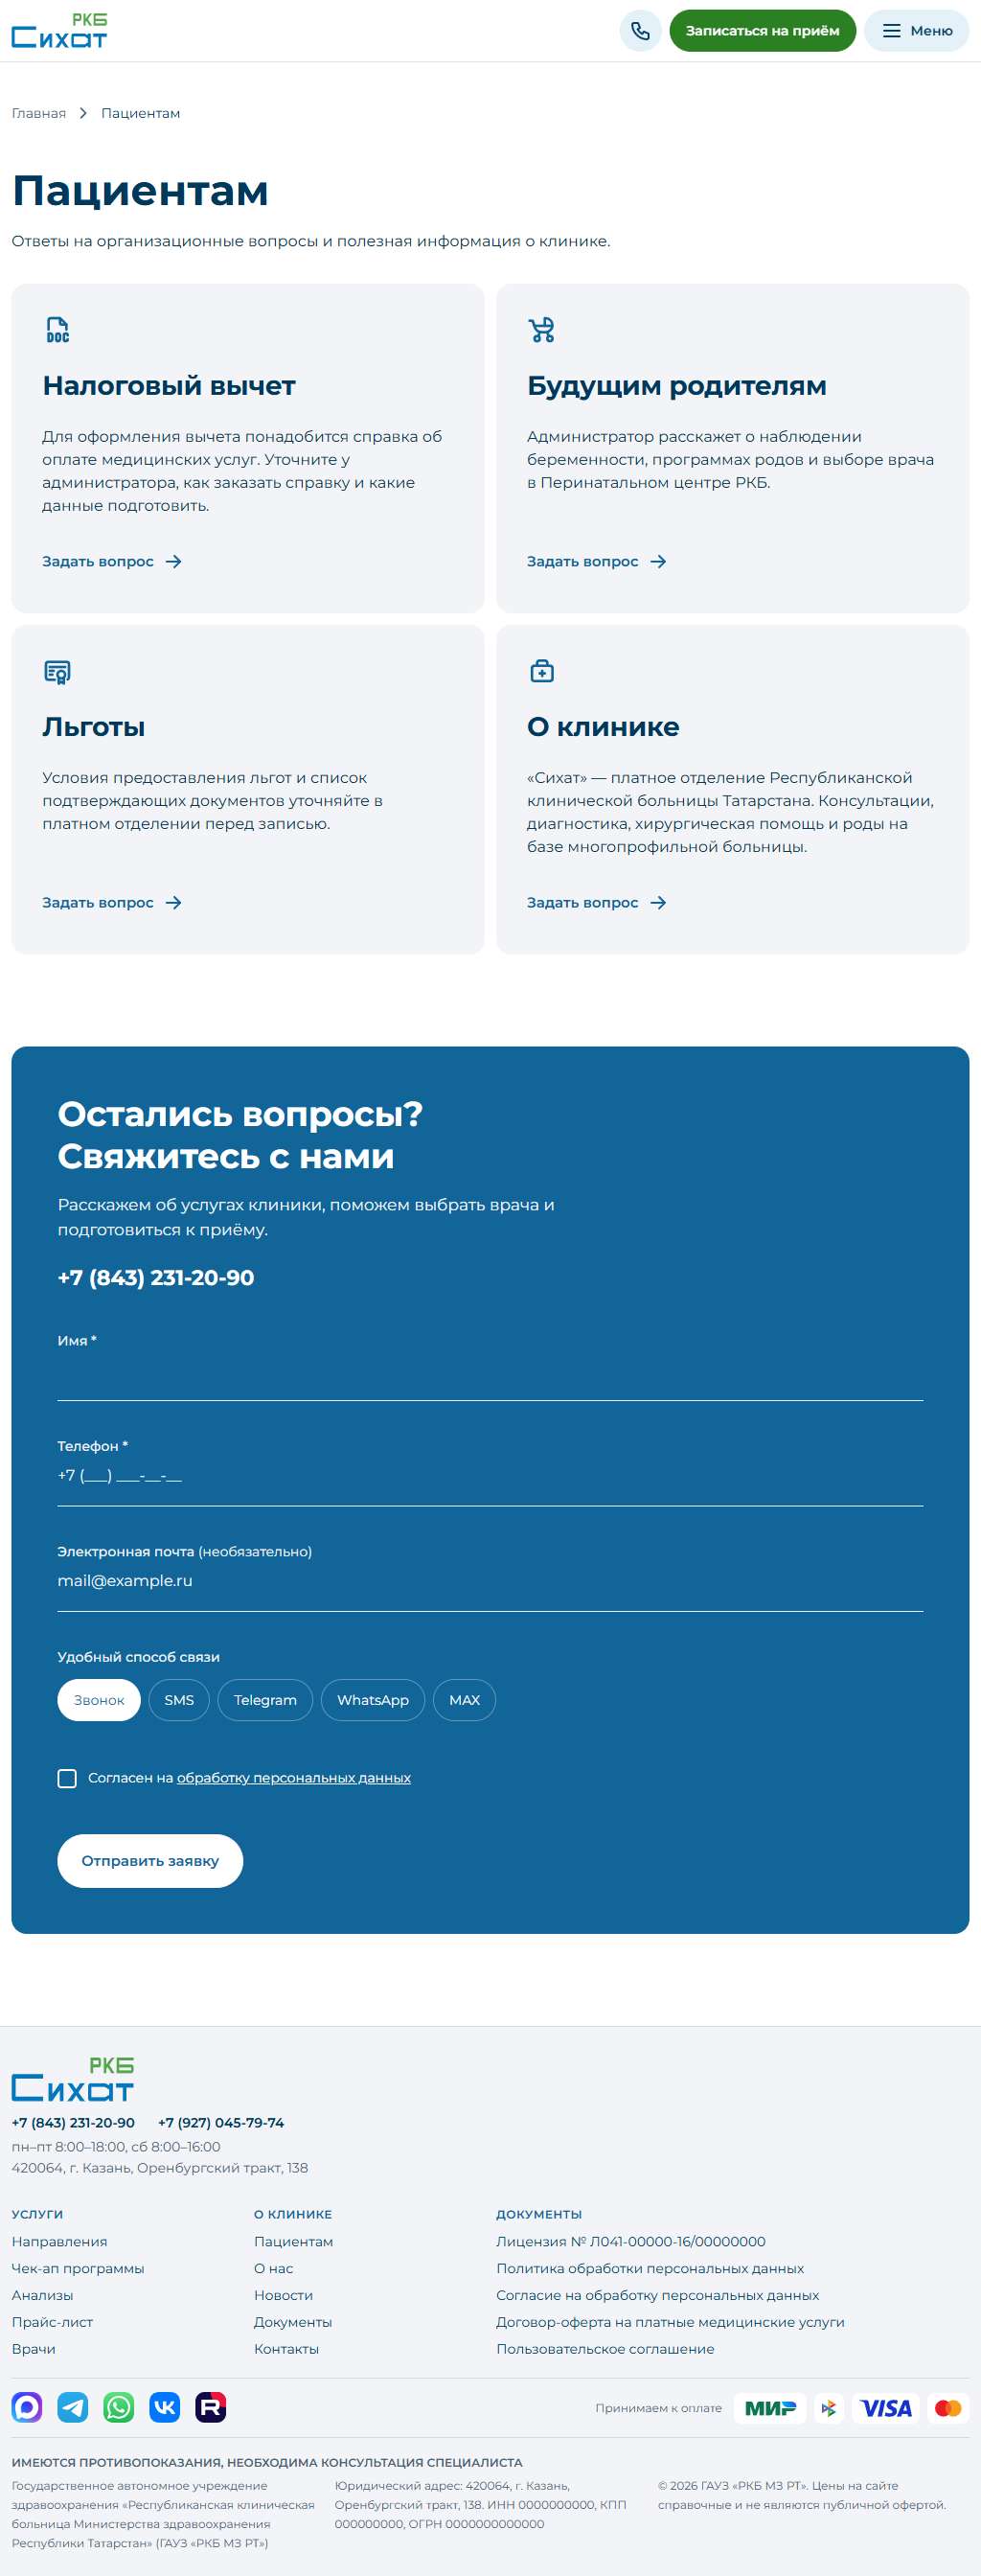 РКБ
Сихат
Записаться на приём
Меню
Главная
Пациентам
Пациентам
Ответы на организационные вопросы и полезная информация о клинике.
DOC
Налоговый вычет
Для оформления вычета понадобится справка об
оплате медицинских услуг. Уточните у
администратора, как заказать справку и какие
данные подготовить.
Задать вопрос
Будущим родителям
Администратор расскажет о наблюдении
беременности, программах родов и выборе врача
в Перинатальном центре РКБ.
Задать вопрос
Льготы
Условия предоставления льгот и список
подтверждающих документов уточняйте в
платном отделении перед записью.
Задать вопрос
О клинике
«Сихат» — платное отделение Республиканской
клинической больницы Татарстана. Консультации,
диагностика, хирургическая помощь и роды на
базе многопрофильной больницы.
Задать вопрос
Остались вопросы?
Свяжитесь с нами
Расскажем об услугах клиники, поможем выбрать врача и
подготовиться к приёму.
+7 (843) 231-20-90
Имя *
Телефон *
+7 (___) ___-__-__
Электронная почта (необязательно)
mail@example.ru
Удобный способ связи
Звонок
SMS
Telegram
WhatsApp
MAX
Согласен на обработку персональных данных
Отправить заявку
РКБ
Сихат
+7 (843) 231-20-90 +7 (927) 045-79-74
пн–пт 8:00–18:00, сб 8:00–16:00
420064, г. Казань, Оренбургский тракт, 138
УСЛУГИ
Направления
Чек-ап программы
Анализы
Прайс-лист
Врачи
О КЛИНИКЕ
Пациентам
О нас
Новости
Документы
Контакты
ДОКУМЕНТЫ
Лицензия № Л041-00000-16/00000000
Политика обработки персональных данных
Согласие на обработку персональных данных
Договор-оферта на платные медицинские услуги
Пользовательское соглашение
Принимаем к оплате
МИР
VISA
ИМЕЮТСЯ ПРОТИВОПОКАЗАНИЯ, НЕОБХОДИМА КОНСУЛЬТАЦИЯ СПЕЦИАЛИСТА
Государственное автономное учреждение
здравоохранения «Республиканская клиническая
больница Министерства здравоохранения
Республики Татарстан» (ГАУЗ «РКБ МЗ РТ»)
Юридический адрес: 420064, г. Казань,
Оренбургский тракт, 138. ИНН 0000000000, КПП
000000000, ОГРН 0000000000000
© 2026 ГАУЗ «РКБ МЗ РТ». Цены на сайте
справочные и не являются публичной офертой.